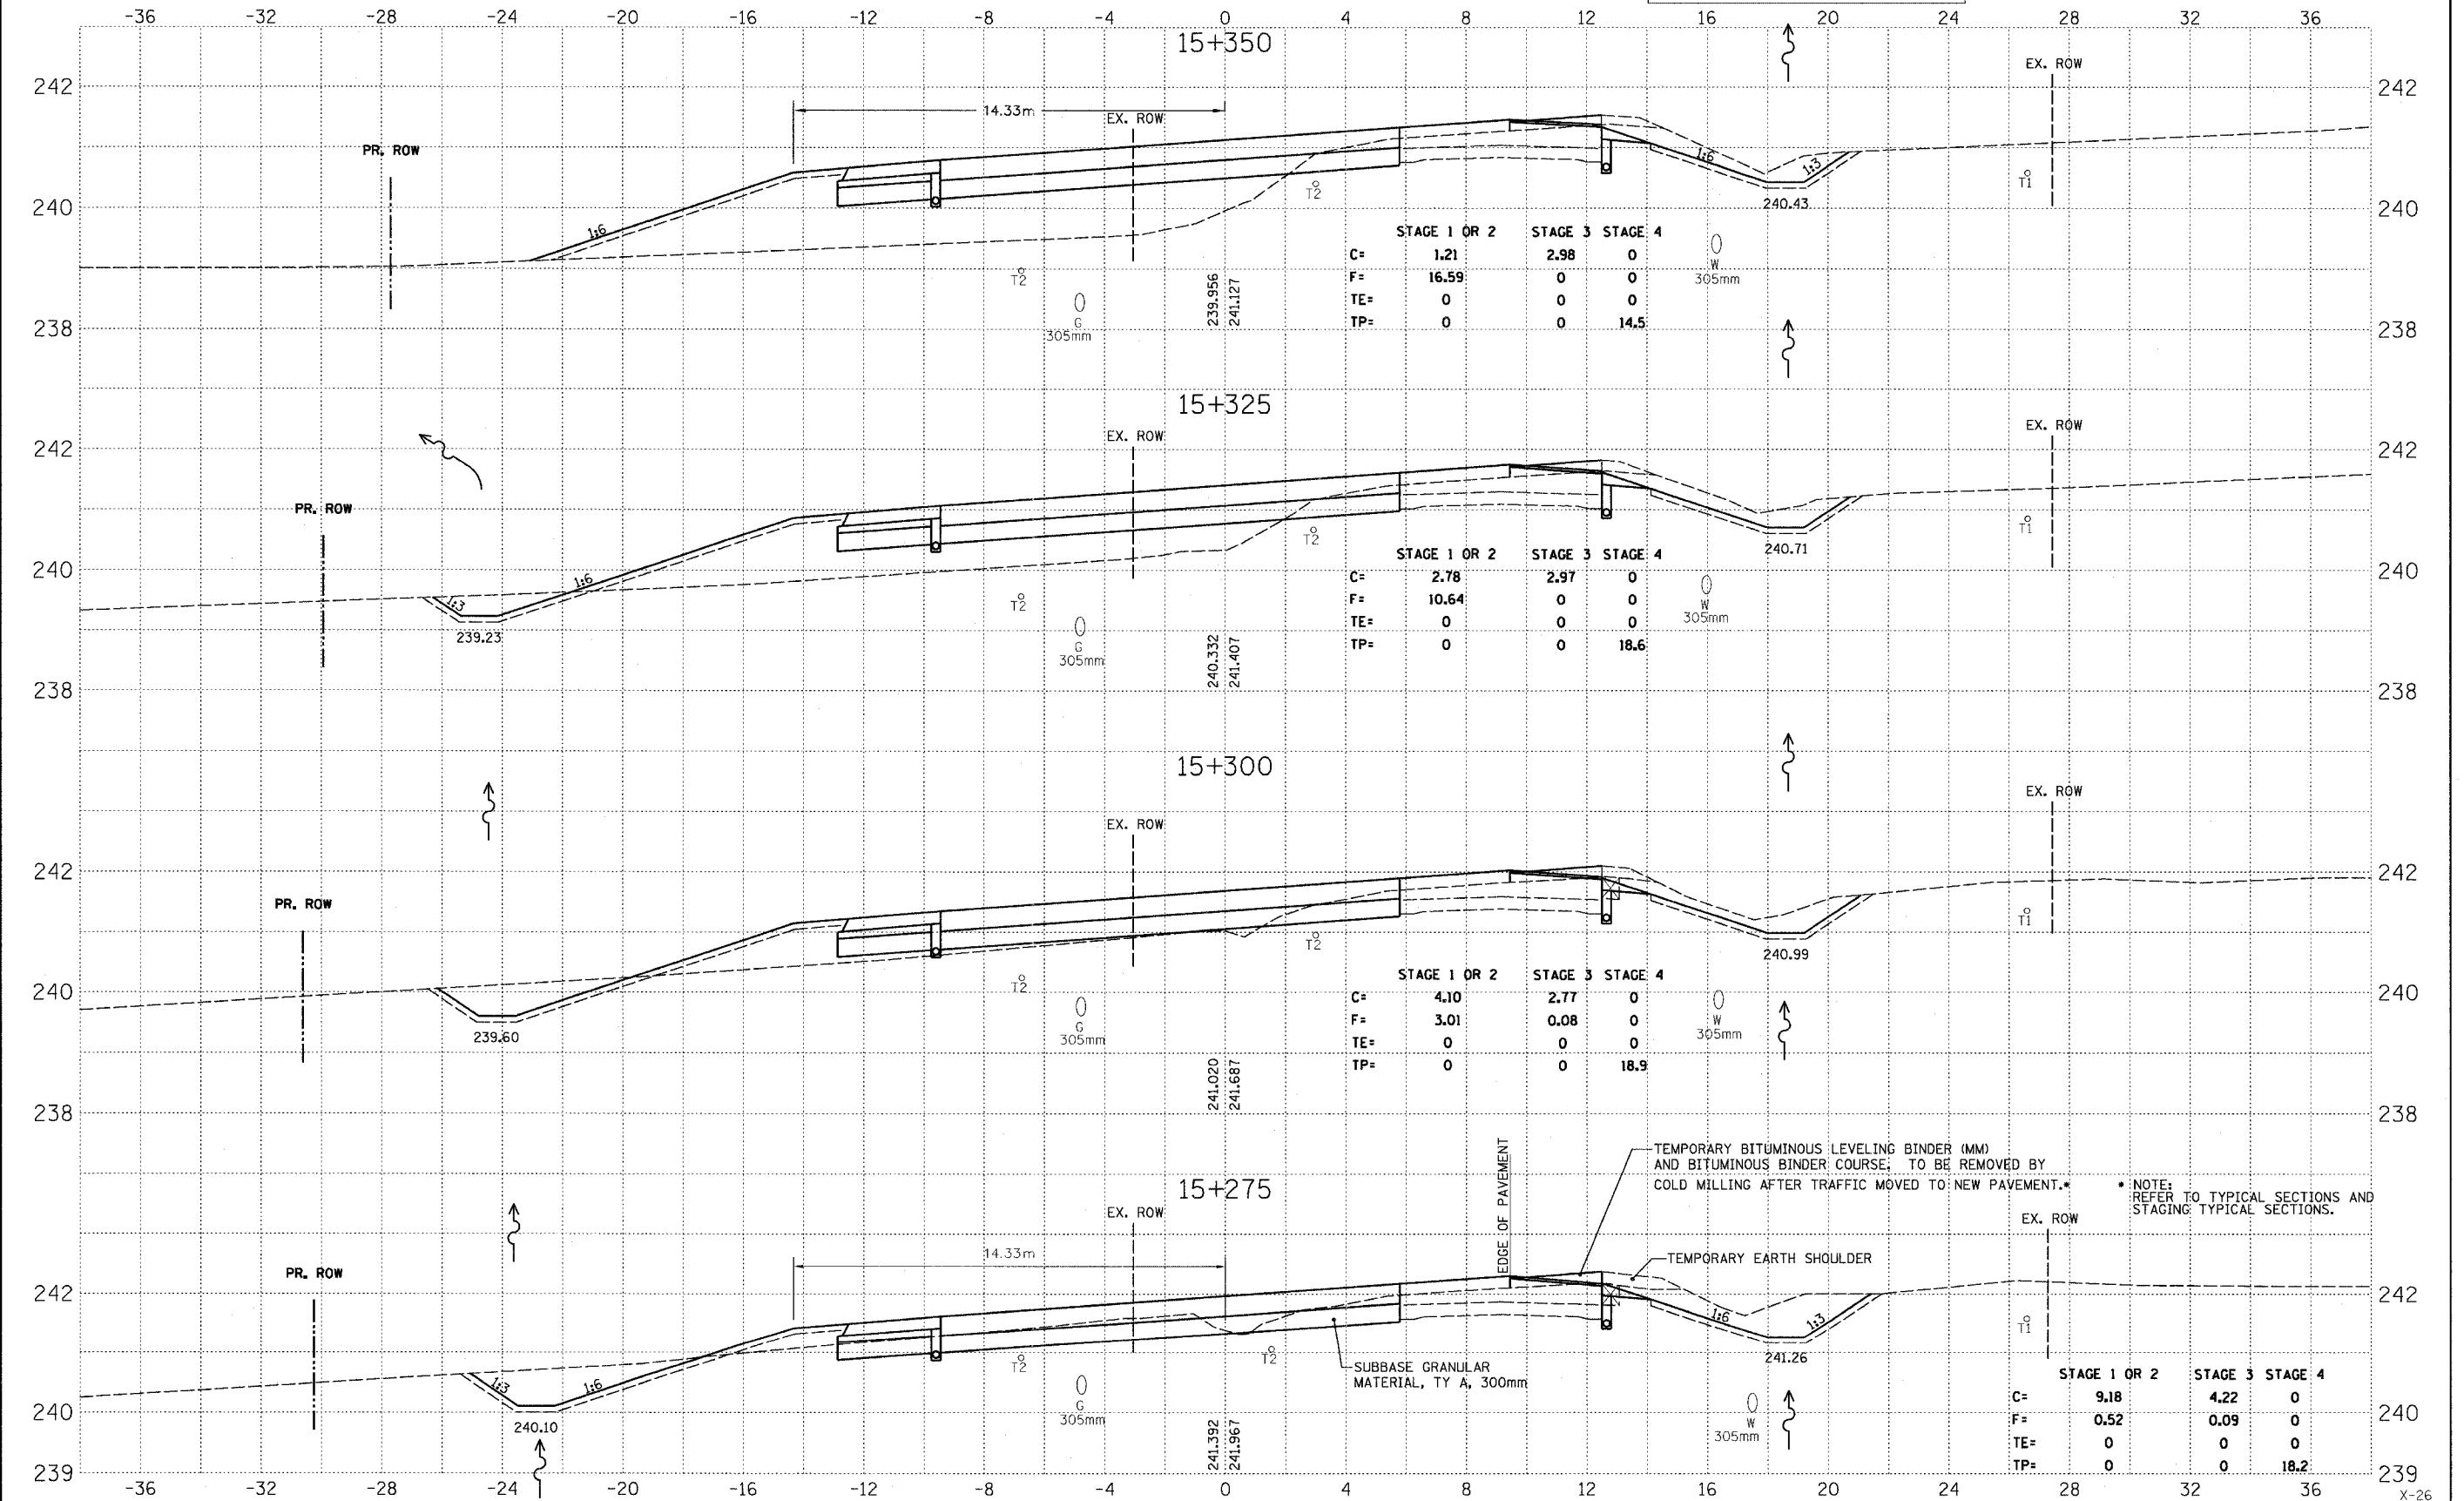 -36 -32 -28 -24 -20 -16 -12 -8 -4 0 4 8 12 16 20 24 28 32 36
15+350
EX. ROW
242 242
14.33m
EX. ROW
PR. ROW
1:6 1:3
T2 T1
240 240.43 240
1:6
STAGE 1 OR 2 STAGE 3 STAGE 4
C= 1.21 2.98 0
F= 16.59 0 0
TE= 0 0 0
TP= 0 0 14.5
T2
G
305mm
W
305mm
239.956
241.127
238 238
15+325
EX. ROW EX. ROW
242 242
PR. ROW
T2 T1
240.71
240 240
1:6
1:3
239.23
STAGE 1 OR 2 STAGE 3 STAGE 4
C= 2.78 2.97 0
F= 10.64 0 0
TE= 0 0 0
TP= 0 0 18.6
T2
G
305mm
W
305mm
240.332
241.407
238 238
15+300
EX. ROW
EX. ROW
242 242
PR. ROW
T2 T1
240.99
240 240
239.60
STAGE 1 OR 2 STAGE 3 STAGE 4
C= 4.10 2.77 0
F= 3.01 0.08 0
TE= 0 0 0
TP= 0 0 18.9
T2
G
305mm
W
305mm
241.020
241.687
238 238
EDGE OF PAVEMENT
TEMPORARY BITUMINOUS LEVELING BINDER (MM)
AND BITUMINOUS BINDER COURSE. TO BE REMOVED BY
COLD MILLING AFTER TRAFFIC MOVED TO NEW PAVEMENT.*
* NOTE:
REFER TO TYPICAL SECTIONS AND
STAGING TYPICAL SECTIONS.
15+275
EX. ROW EX. ROW
14.33m
TEMPORARY EARTH SHOULDER
PR. ROW
242 242
1:6 1:3
T1
241.26
T2 T2
SUBBASE GRANULAR
MATERIAL, TY A, 300mm
1:3 1:6
240 240.10 240
G
305mm
W
305mm
241.392
241.967
STAGE 1 OR 2 STAGE 3 STAGE 4
C= 9.18 4.22 0
F= 0.52 0.09 0
TE= 0 0 0
TP= 0 0 18.2
239 239
-36 -32 -28 -24 -20 -16 -12 -8 -4 0 4 8 12 16 20 24 28 32 36
X-26